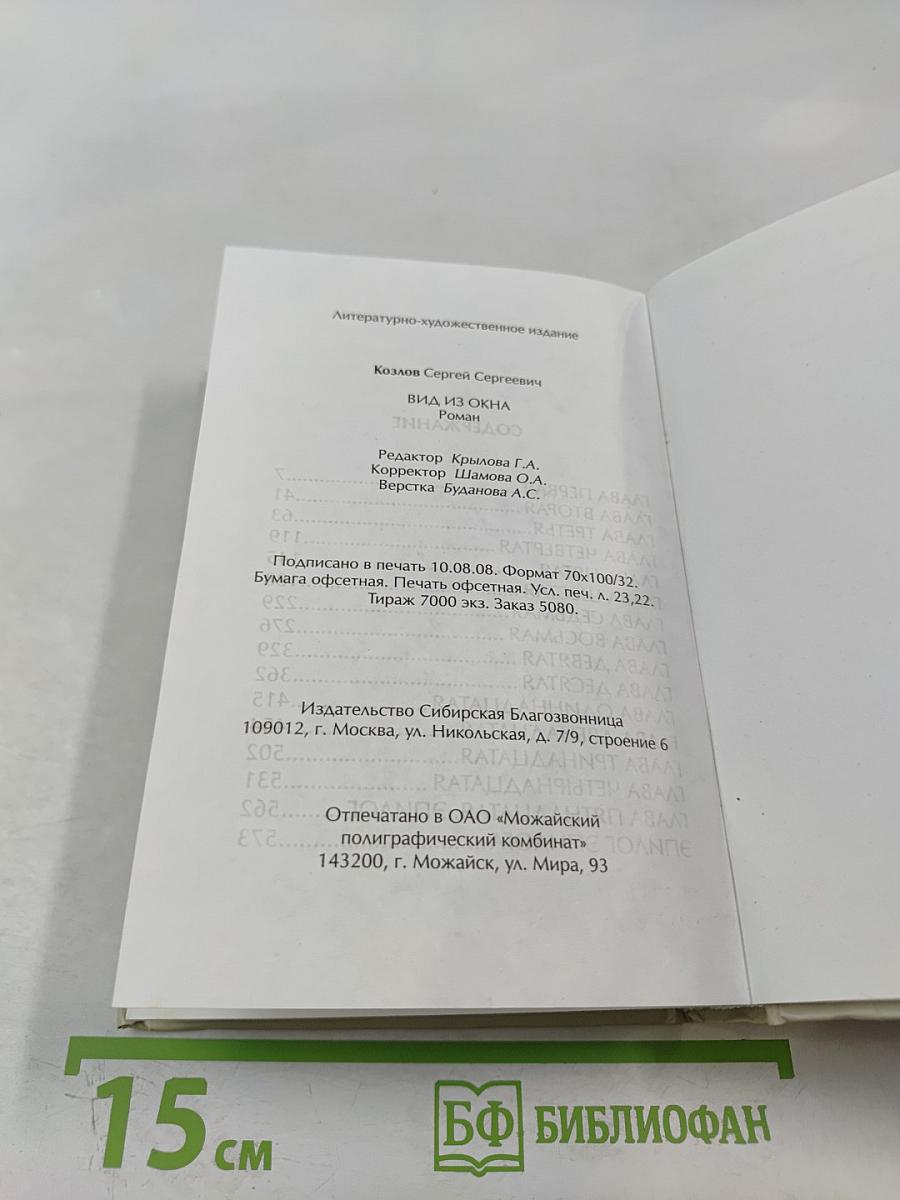 Литературно-художественное издание
Козлов Сергей Сергеевич
ВИД ИЗ ОКНА
Роман
Редактор Крылова Г.А.
Корректор Шамова О.А.
Верстка Буданова А.С.
Подписано в печать 10.08.08. Формат 70x100/32.
Бумага офсетная. Печать офсетная. Усл. печ. л. 23,22.
Тираж 7000 экз. Заказ 5080.
Издательство Сибирская Благозвонница
109012, г. Москва, ул. Никольская, д. 7/9, строение 6
Отпечатано в ОАО «Можайский
полиграфический комбинат»
143200, г. Можайск, ул. Мира, 93
15 см
БФ БИБЛИОФАН